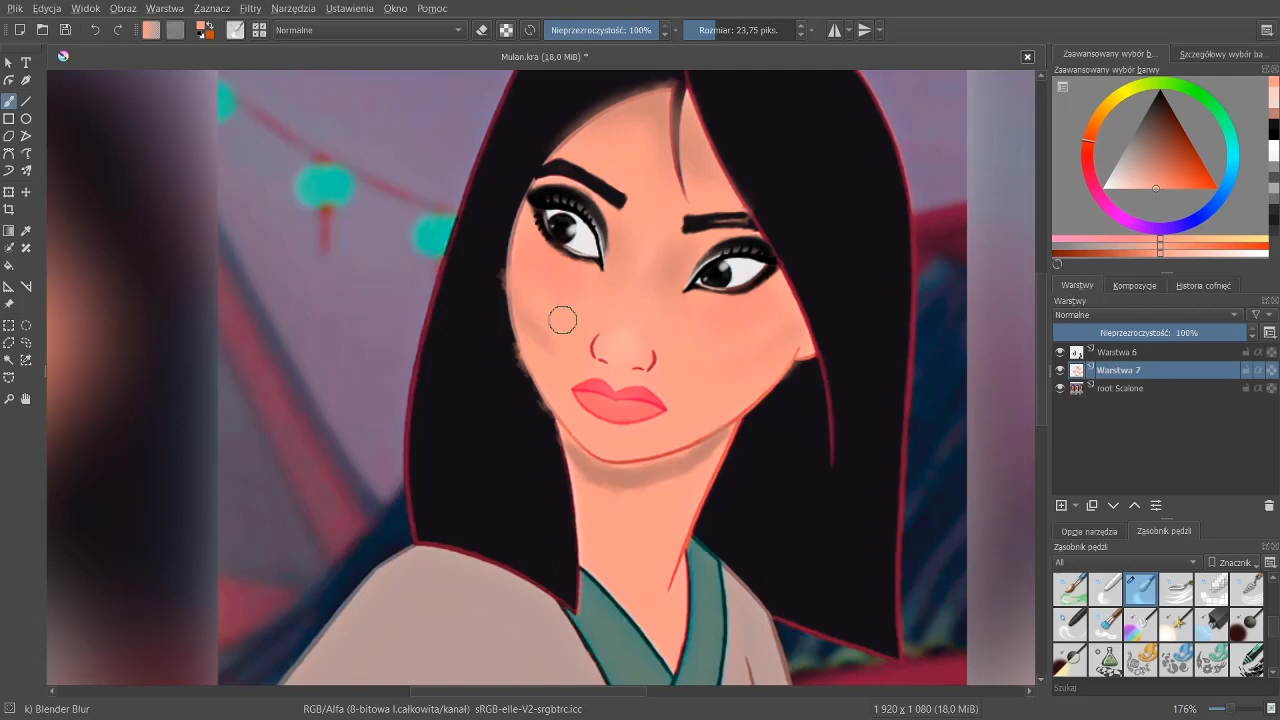 Plik Edycja Widok Obraz Warstwa Zaznacz Filtry Narzędzia Ustawienia Okno Pomoc
Normalne Nieprzezroczystość: 100% Rozmiar: 23,75 piks.
Mulan.kra (18,0 MiB) *
Zaawansowany wybór b... Szczegółowy wybór ba...
Zaawansowany wybór barwy
Warstwy Kompozycje Historia cofnięć
Warstwy
Normalne
Nieprzezroczystość: 100%
Warstwa 6
Warstwa 7
root Scalone
Opcje narzędzia Zasobnik pędzli
Zasobnik pędzli
All Znacznik
Szukaj
k) Blender Blur RGB/Alfa (8-bitowa l.całkowita/kanał) sRGB-elle-V2-srgbtrc.icc 1 920 x 1 080 (18,0 MiB) 176%